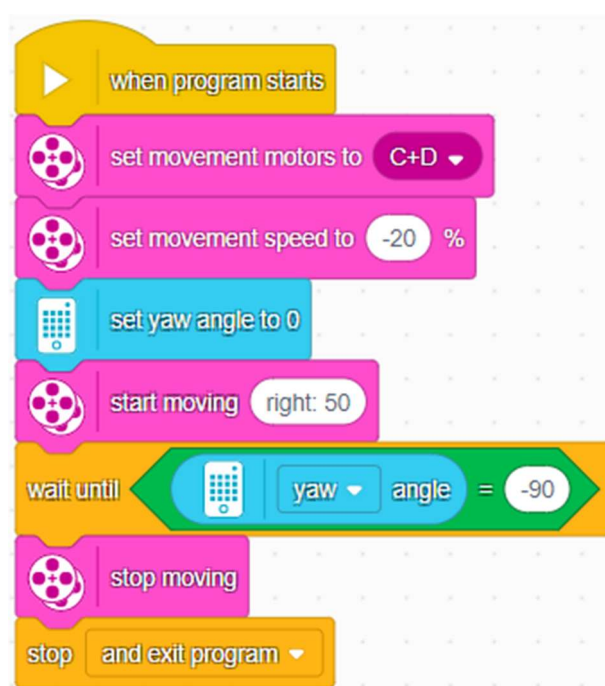 when program starts
set movement motors to C+D
set movement speed to -20 %
set yaw angle to 0
start moving right: 50
wait until yaw angle = -90
stop moving
stop and exit program